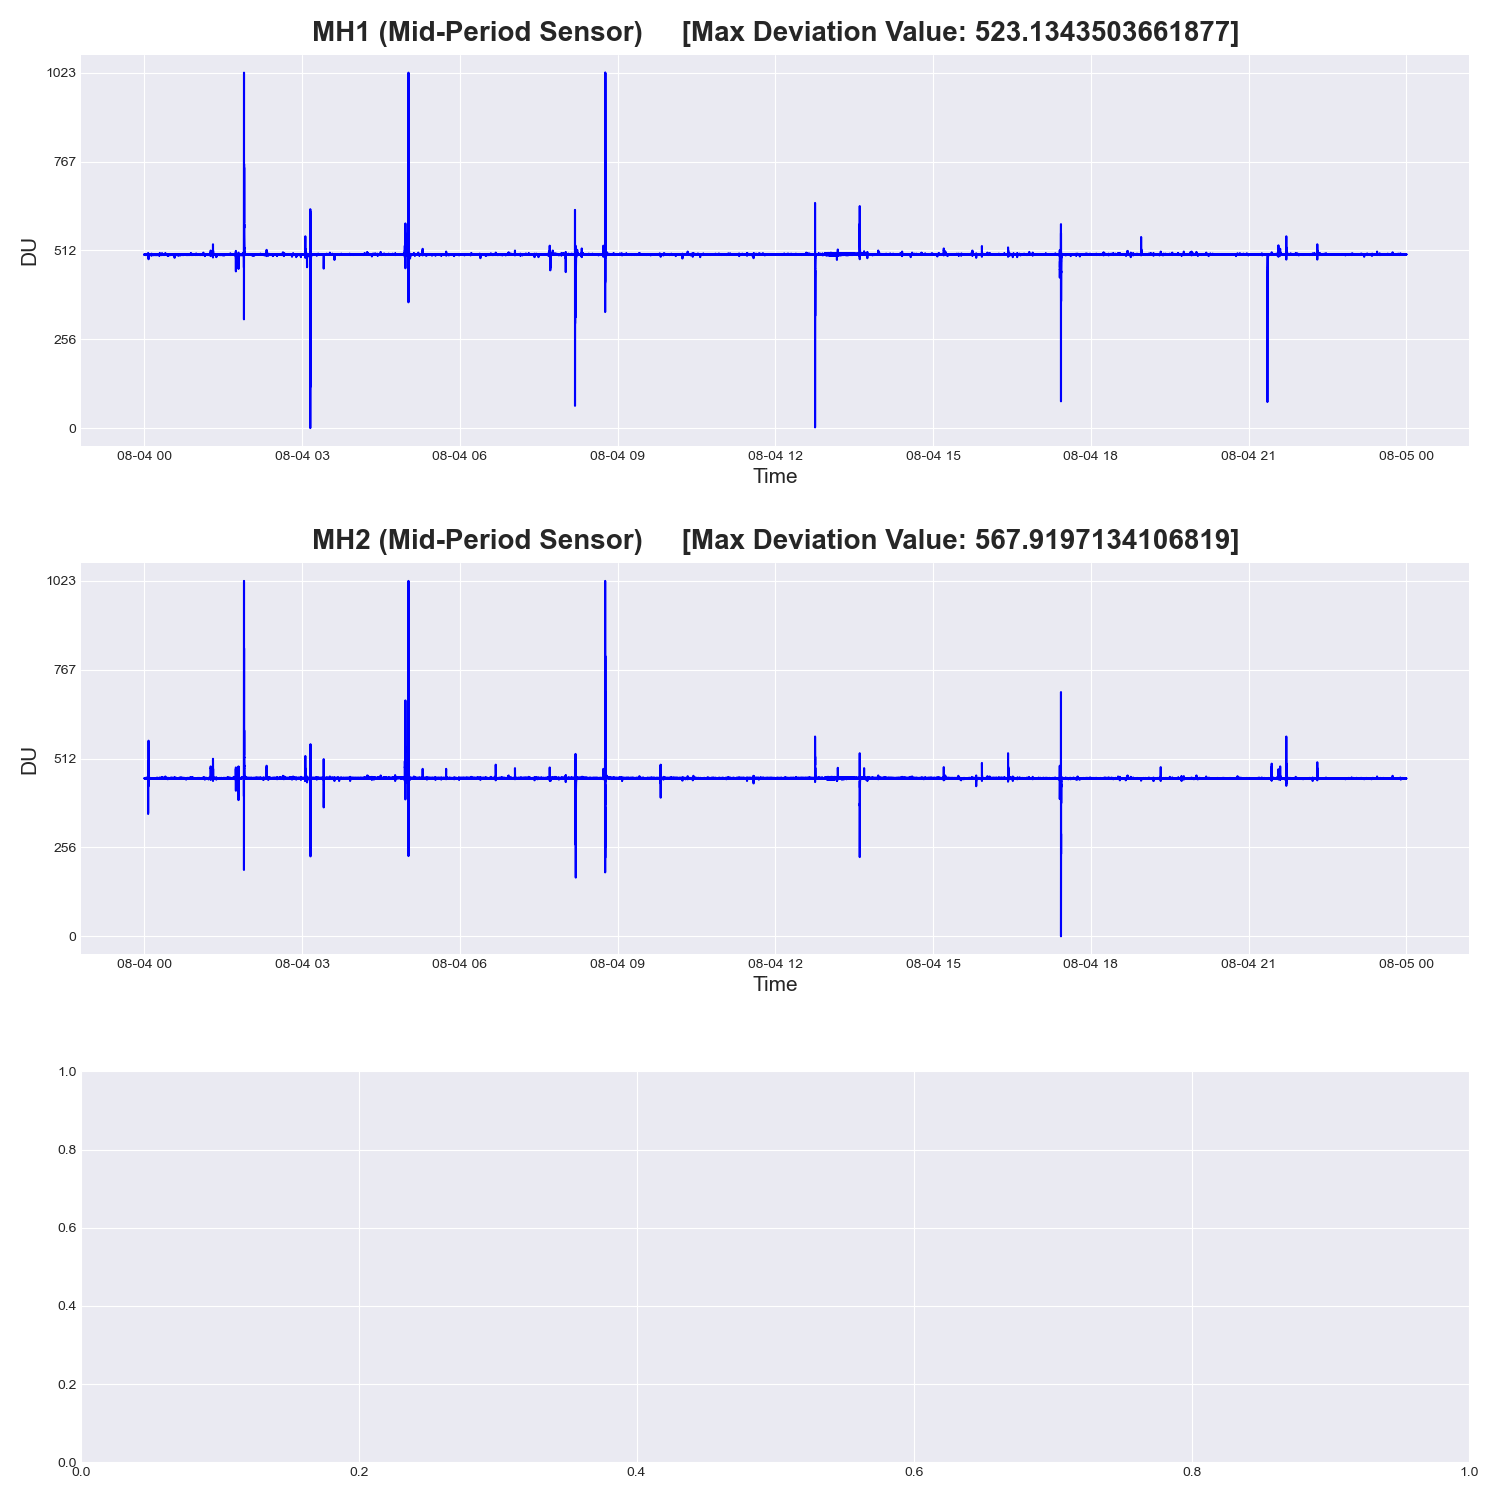 MH1 (Mid-Period Sensor) [Max Deviation Value: 523.1343503661877]
1023
767
512
256
0
DU
08-04 00 08-04 03 08-04 06 08-04 09 08-04 12 08-04 15 08-04 18 08-04 21 08-05 00
Time
MH2 (Mid-Period Sensor) [Max Deviation Value: 567.9197134106819]
1023
767
512
256
0
DU
08-04 00 08-04 03 08-04 06 08-04 09 08-04 12 08-04 15 08-04 18 08-04 21 08-05 00
Time
1.0
0.8
0.6
0.4
0.2
0.0
0.0 0.2 0.4 0.6 0.8 1.0